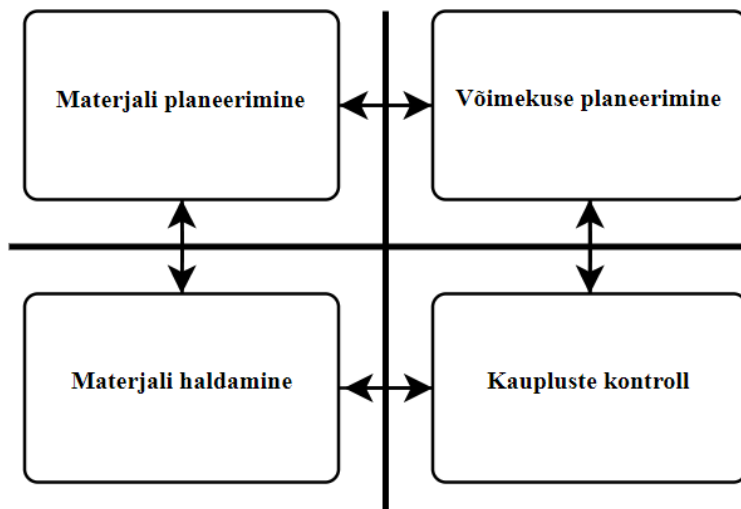 Materjali planeerimine
Võimekuse planeerimine
Materjali haldamine
Kaupluste kontroll